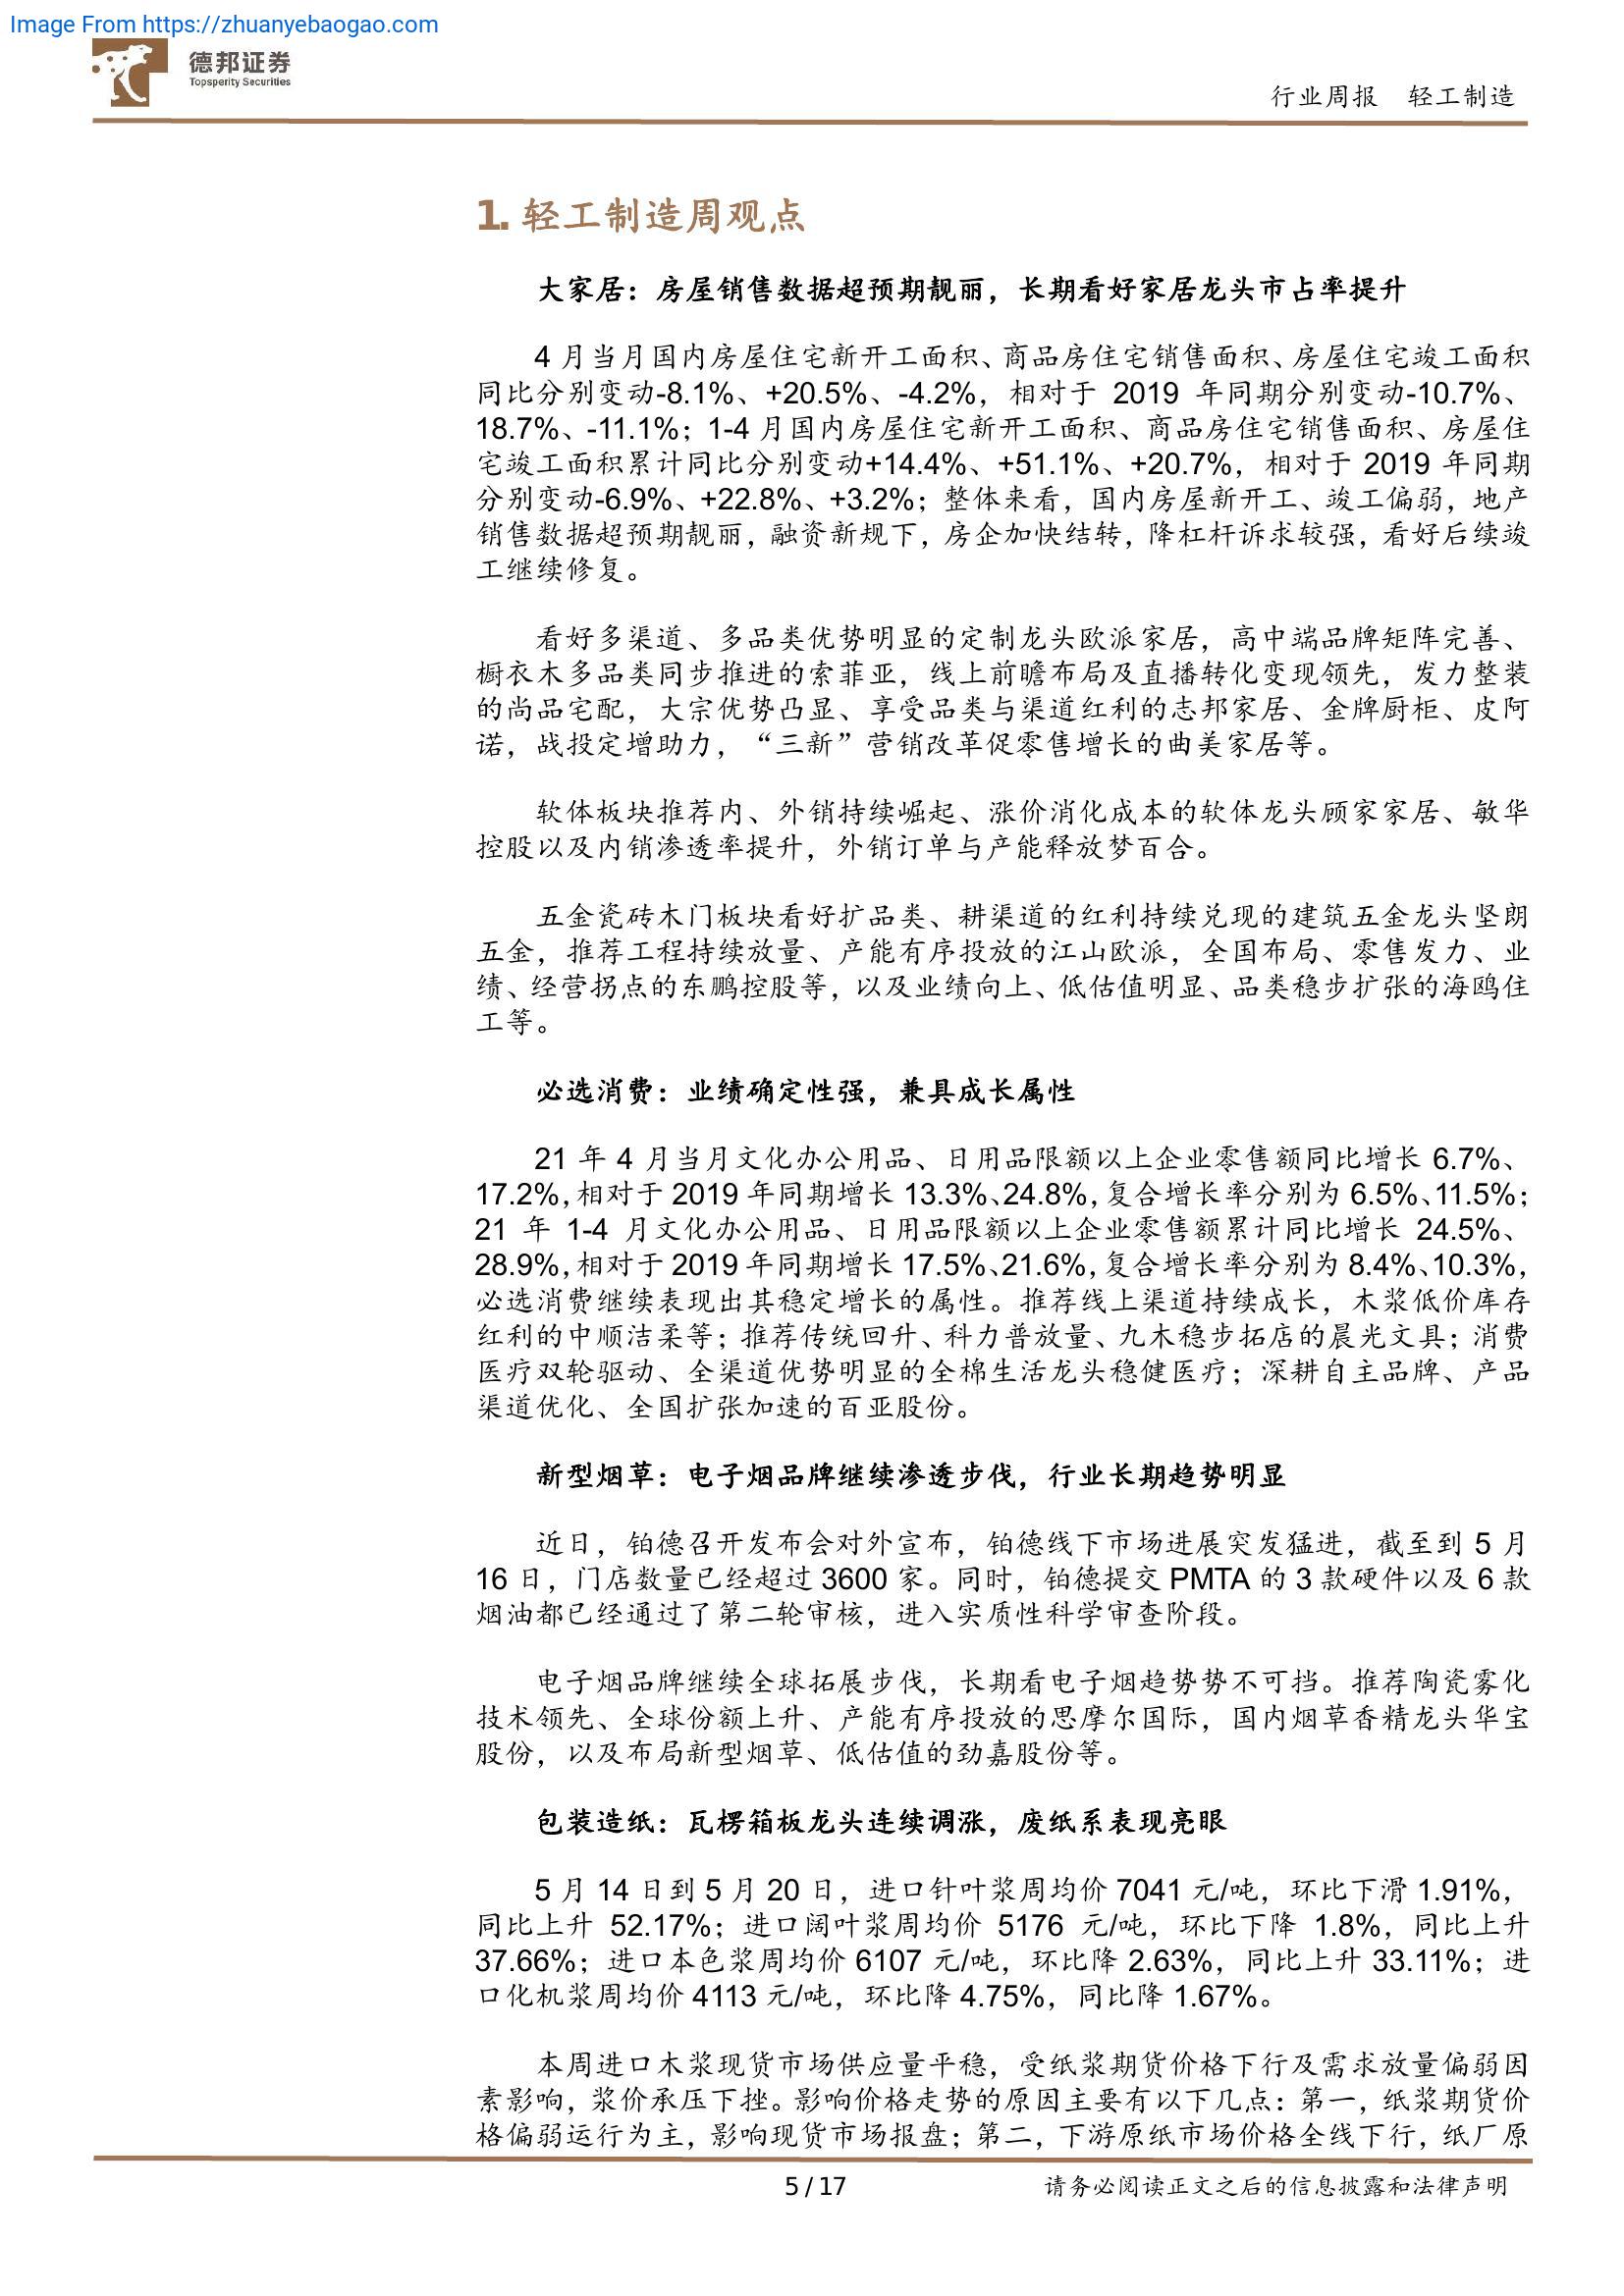 Image From https://zhuanyebaogao.com
德邦证券
Topsperity Securities
行业周报 轻工制造
1. 轻工制造周观点
大家居：房屋销售数据超预期靓丽，长期看好家居龙头市占率提升
4 月当月国内房屋住宅新开工面积、商品房住宅销售面积、房屋住宅竣工面积
同比分别变动-8.1%、+20.5%、-4.2%，相对于 2019 年同期分别变动-10.7%、
18.7%、-11.1%；1-4 月国内房屋住宅新开工面积、商品房住宅销售面积、房屋住
宅竣工面积累计同比分别变动+14.4%、+51.1%、+20.7%，相对于 2019 年同期
分别变动-6.9%、+22.8%、+3.2%；整体来看，国内房屋新开工、竣工偏弱，地产
销售数据超预期靓丽，融资新规下，房企加快结转，降杠杆诉求较强，看好后续竣
工继续修复。
看好多渠道、多品类优势明显的定制龙头欧派家居，高中端品牌矩阵完善、
橱衣木多品类同步推进的索菲亚，线上前瞻布局及直播转化变现领先，发力整装
的尚品宅配，大宗优势凸显、享受品类与渠道红利的志邦家居、金牌厨柜、皮阿
诺，战投定增助力，“三新”营销改革促零售增长的曲美家居等。
软体板块推荐内、外销持续崛起、涨价消化成本的软体龙头顾家家居、敏华
控股以及内销渗透率提升，外销订单与产能释放梦百合。
五金瓷砖木门板块看好扩品类、耕渠道的红利持续兑现的建筑五金龙头坚朗
五金，推荐工程持续放量、产能有序投放的江山欧派，全国布局、零售发力、业
绩、经营拐点的东鹏控股等，以及业绩向上、低估值明显、品类稳步扩张的海鸥住
工等。
必选消费：业绩确定性强，兼具成长属性
21 年 4 月当月文化办公用品、日用品限额以上企业零售额同比增长 6.7%、
17.2%，相对于 2019 年同期增长 13.3%、24.8%，复合增长率分别为 6.5%、11.5%；
21 年 1-4 月文化办公用品、日用品限额以上企业零售额累计同比增长 24.5%、
28.9%，相对于 2019 年同期增长 17.5%、21.6%，复合增长率分别为 8.4%、10.3%，
必选消费继续表现出其稳定增长的属性。推荐线上渠道持续成长，木浆低价库存
红利的中顺洁柔等；推荐传统回升、科力普放量、九木稳步拓店的晨光文具；消费
医疗双轮驱动、全渠道优势明显的全棉生活龙头稳健医疗；深耕自主品牌、产品
渠道优化、全国扩张加速的百亚股份。
新型烟草：电子烟品牌继续渗透步伐，行业长期趋势明显
近日，铂德召开发布会对外宣布，铂德线下市场进展突发猛进，截至到 5 月
16 日，门店数量已经超过 3600 家。同时，铂德提交 PMTA 的 3 款硬件以及 6 款
烟油都已经通过了第二轮审核，进入实质性科学审查阶段。
电子烟品牌继续全球拓展步伐，长期看电子烟趋势势不可挡。推荐陶瓷雾化
技术领先、全球份额上升、产能有序投放的思摩尔国际，国内烟草香精龙头华宝
股份，以及布局新型烟草、低估值的劲嘉股份等。
包装造纸：瓦楞箱板龙头连续调涨，废纸系表现亮眼
5 月 14 日到 5 月 20 日，进口针叶浆周均价 7041 元/吨，环比下滑 1.91%，
同比上升 52.17%；进口阔叶浆周均价 5176 元/吨，环比下降 1.8%，同比上升
37.66%；进口本色浆周均价 6107 元/吨，环比降 2.63%，同比上升 33.11%；进
口化机浆周均价 4113 元/吨，环比降 4.75%，同比降 1.67%。
本周进口木浆现货市场供应量平稳，受纸浆期货价格下行及需求放量偏弱因
素影响，浆价承压下挫。影响价格走势的原因主要有以下几点：第一，纸浆期货价
格偏弱运行为主，影响现货市场报盘；第二，下游原纸市场价格全线下行，纸厂原
5 / 17
请务必阅读正文之后的信息披露和法律声明